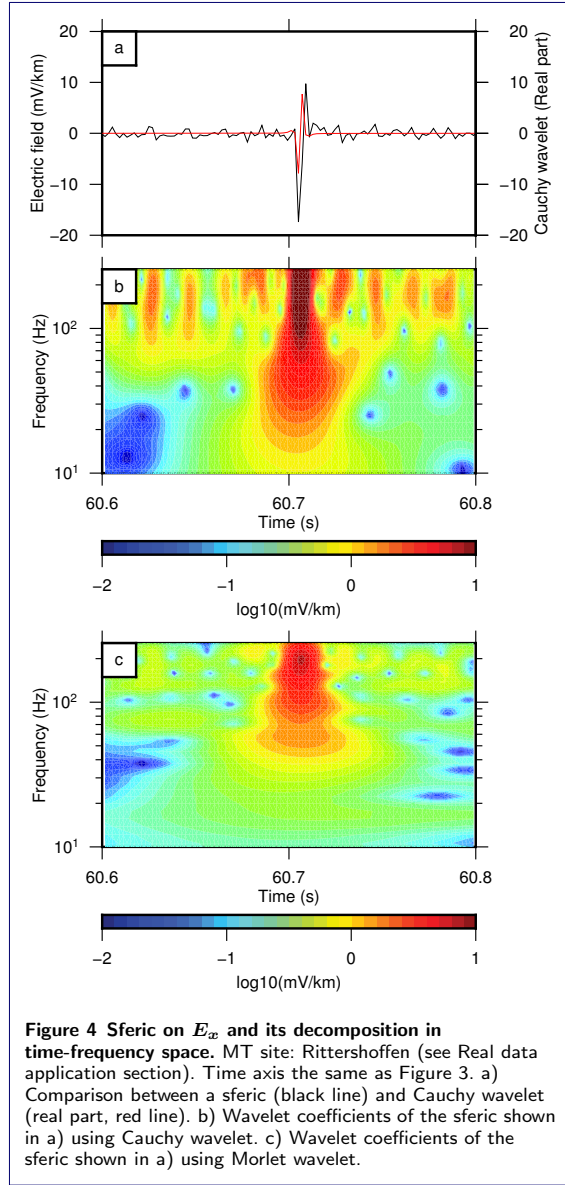 20
10
0
−10
−20
Electric field (mV/km)
a
20
10
0
−10
−20
Cauchy wavelet (Real part)
b
10²
10¹
Frequency (Hz)
60.6 60.7 60.8
Time (s)
−2 −1 0 1
log10(mV/km)
c
10²
10¹
Frequency (Hz)
60.6 60.7 60.8
Time (s)
−2 −1 0 1
log10(mV/km)
Figure 4 Sferic on Eₓ and its decomposition in
time-frequency space. MT site: Rittershoffen (see Real data
application section). Time axis the same as Figure 3. a)
Comparison between a sferic (black line) and Cauchy wavelet
(real part, red line). b) Wavelet coefficients of the sferic shown
in a) using Cauchy wavelet. c) Wavelet coefficients of the
sferic shown in a) using Morlet wavelet.